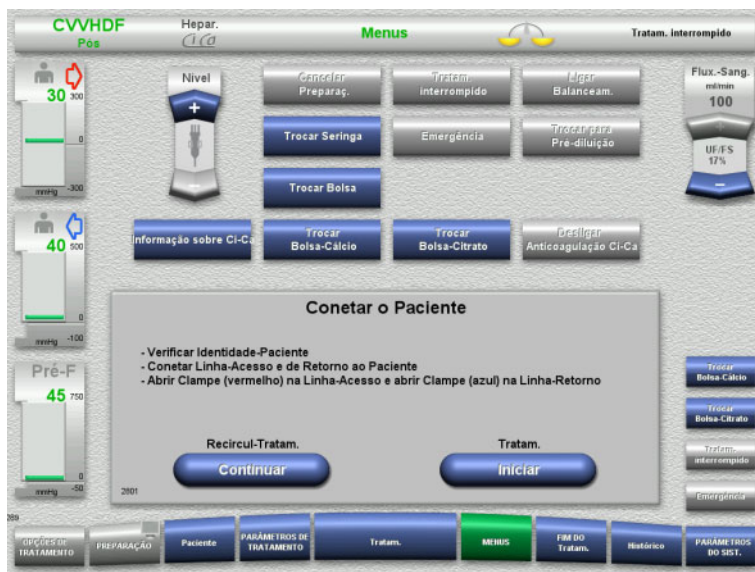 CVVHDF
Pós
Hepar.
Ci Ca
Menus
Tratam. interrompido
30
300
0
-300
mmHg
40
500
0
-100
mmHg
Pré-F
45
750
0
-50
mmHg
Nível
+
–
Cancelar
Preparaç.
Tratam.
interrompido
Ligar
Balanceam.
Trocar Seringa
Emergência
Trocar para
Pré-diluição
Trocar Bolsa
Informação sobre Ci-Ca
Trocar
Bolsa-Cálcio
Trocar
Bolsa-Citrato
Desligar
Anticoagulação Ci-Ca
Flux.-Sang.
ml/min
100
+
UF/FS
17%
–
Conetar o Paciente
- Verificar Identidade-Paciente
- Conetar Linha-Acesso e de Retorno ao Paciente
- Abrir Clampe (vermelho) na Linha-Acesso e abrir Clampe (azul) na Linha-Retorno
Recircul-Tratam.
Continuar
Tratam.
Iniciar
2801
Trocar
Bolsa-Cálcio
Trocar
Bolsa-Citrato
Tratam.
interrompido
Emergência
OPÇÕES DE
TRATAMENTO
PREPARAÇÃO
Paciente
PARÂMETROS DE
TRATAMENTO
Tratam.
MENUS
FIM DO
Tratam.
Histórico
PARÂMETROS
DO SIST.